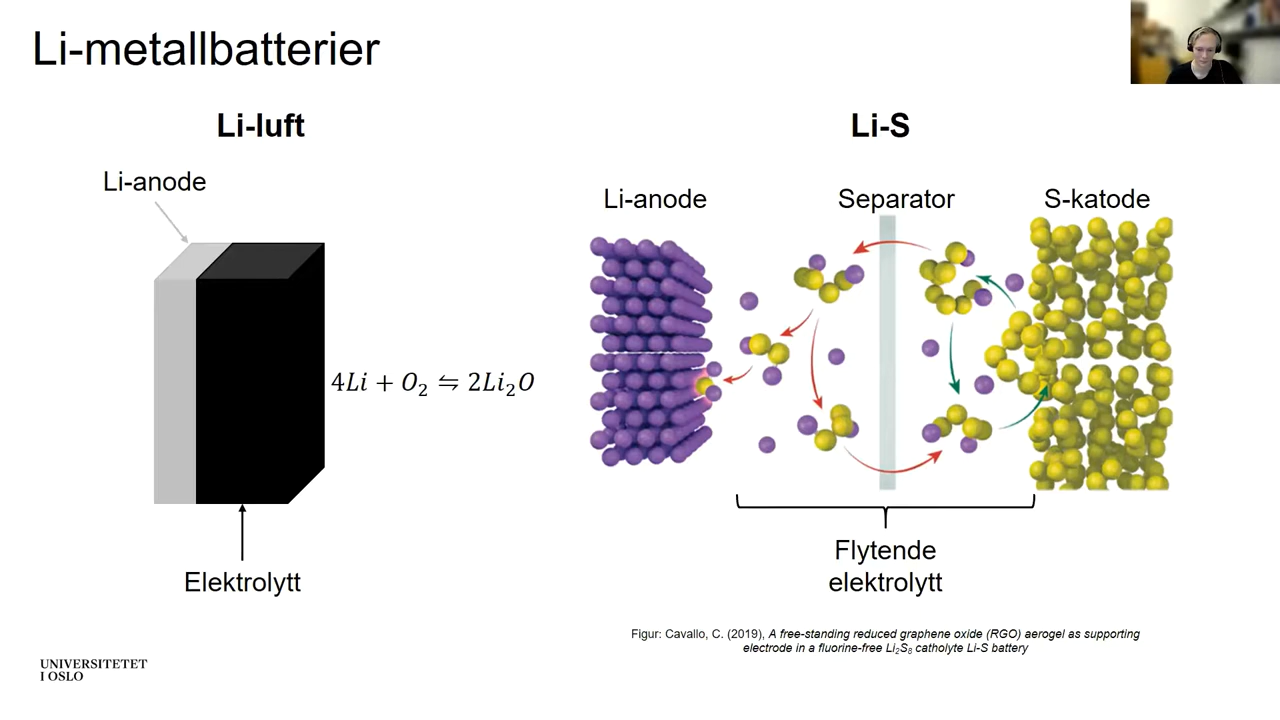 Li-metallbatterier
Li-luft
Li-anode
4Li + O₂ ⇋ 2Li₂O
Elektrolytt
Li-S
Li-anode
Separator
S-katode
Flytende
elektrolytt
Figur: Cavallo, C. (2019), A free-standing reduced graphene oxide (RGO) aerogel as supporting
electrode in a fluorine-free Li₂S₈ catholyte Li-S battery
UNIVERSITETET
I OSLO